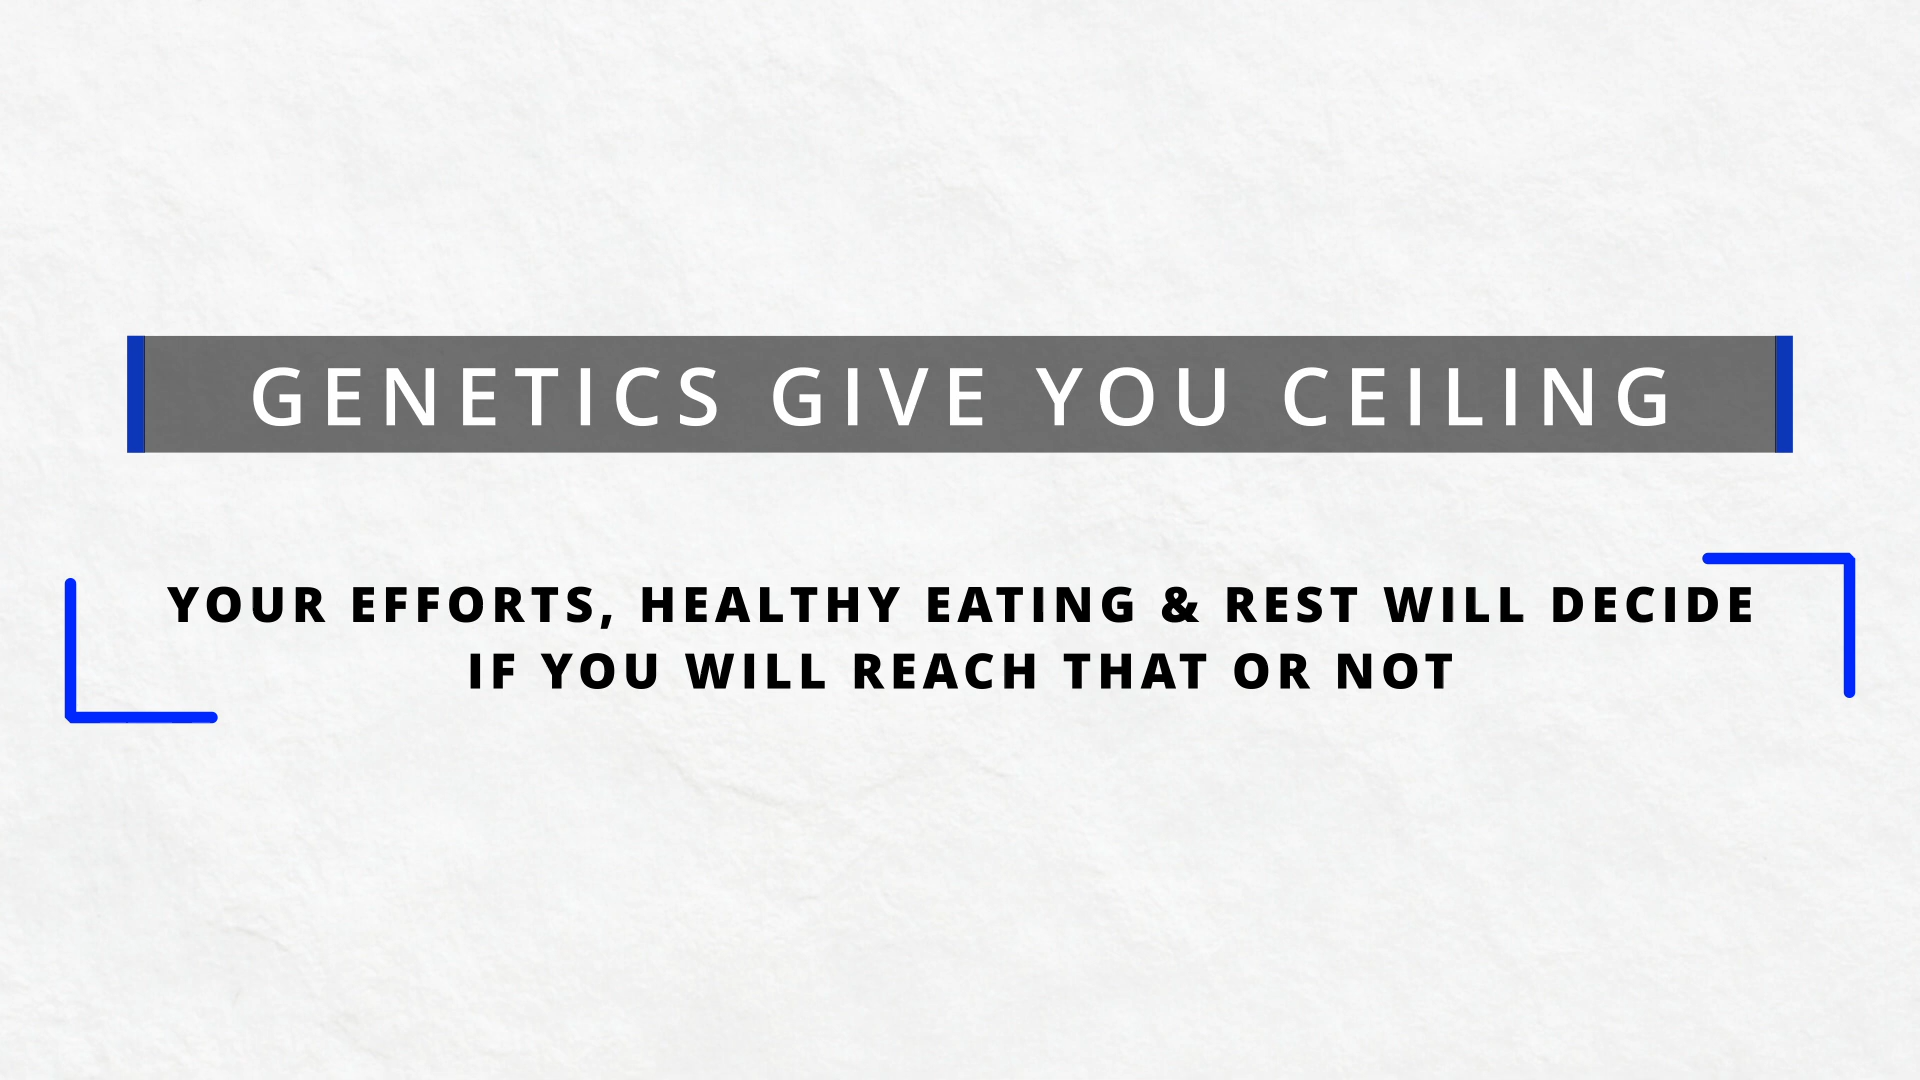 GENETICS GIVE YOU CEILING
YOUR EFFORTS, HEALTHY EATING & REST WILL DECIDE
IF YOU WILL REACH THAT OR NOT